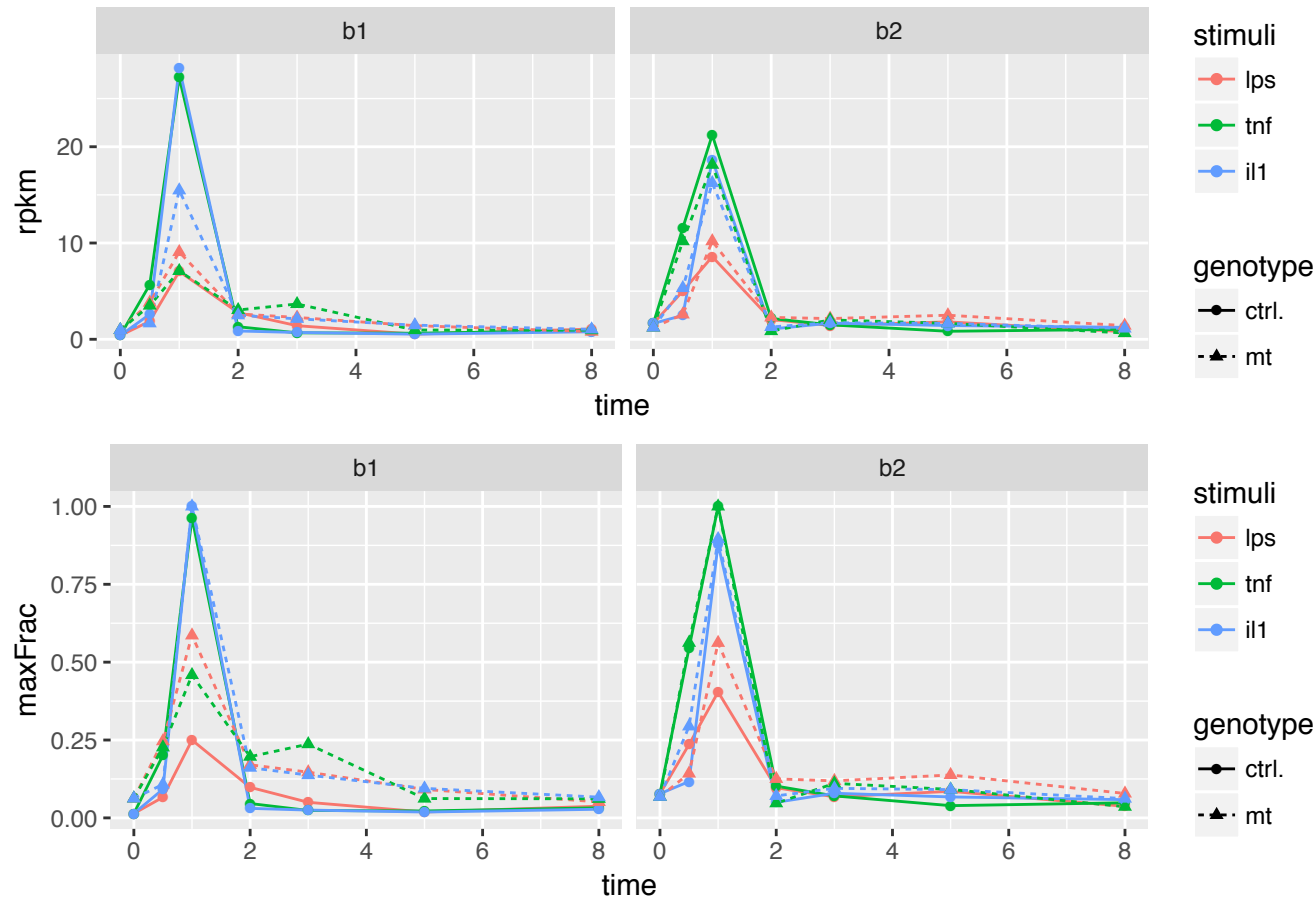 b1 b2
rpkm
20
10
0
0 2 4 6 8 0 2 4 6 8
time
stimuli
lps
tnf
il1
genotype
ctrl.
mt
b1 b2
maxFrac
1.00
0.75
0.50
0.25
0.00
0 2 4 6 8 0 2 4 6 8
time
stimuli
lps
tnf
il1
genotype
ctrl.
mt